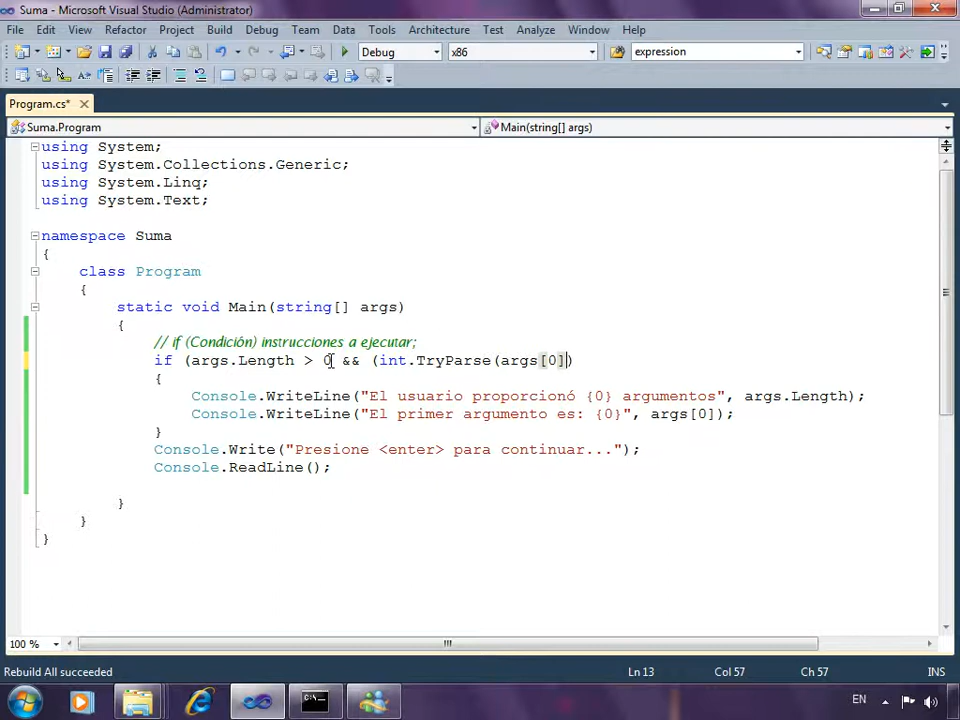 Suma - Microsoft Visual Studio (Administrator)
File Edit View Refactor Project Build Debug Team Data Tools Architecture Test Analyze Window Help
Debug x86 expression
Program.cs*
Suma.Program Main(string[] args)
using System;
using System.Collections.Generic;
using System.Linq;
using System.Text;
namespace Suma
{
class Program
{
static void Main(string[] args)
{
// if (Condición) instrucciones a ejecutar;
if (args.Length > 0 && (int.TryParse(args[0])
{
Console.WriteLine("El usuario proporcionó {0} argumentos", args.Length);
Console.WriteLine("El primer argumento es: {0}", args[0]);
}
Console.Write("Presione <enter> para continuar...");
Console.ReadLine();
}
}
}
100 %
Rebuild All succeeded Ln 13 Col 57 Ch 57 INS
EN